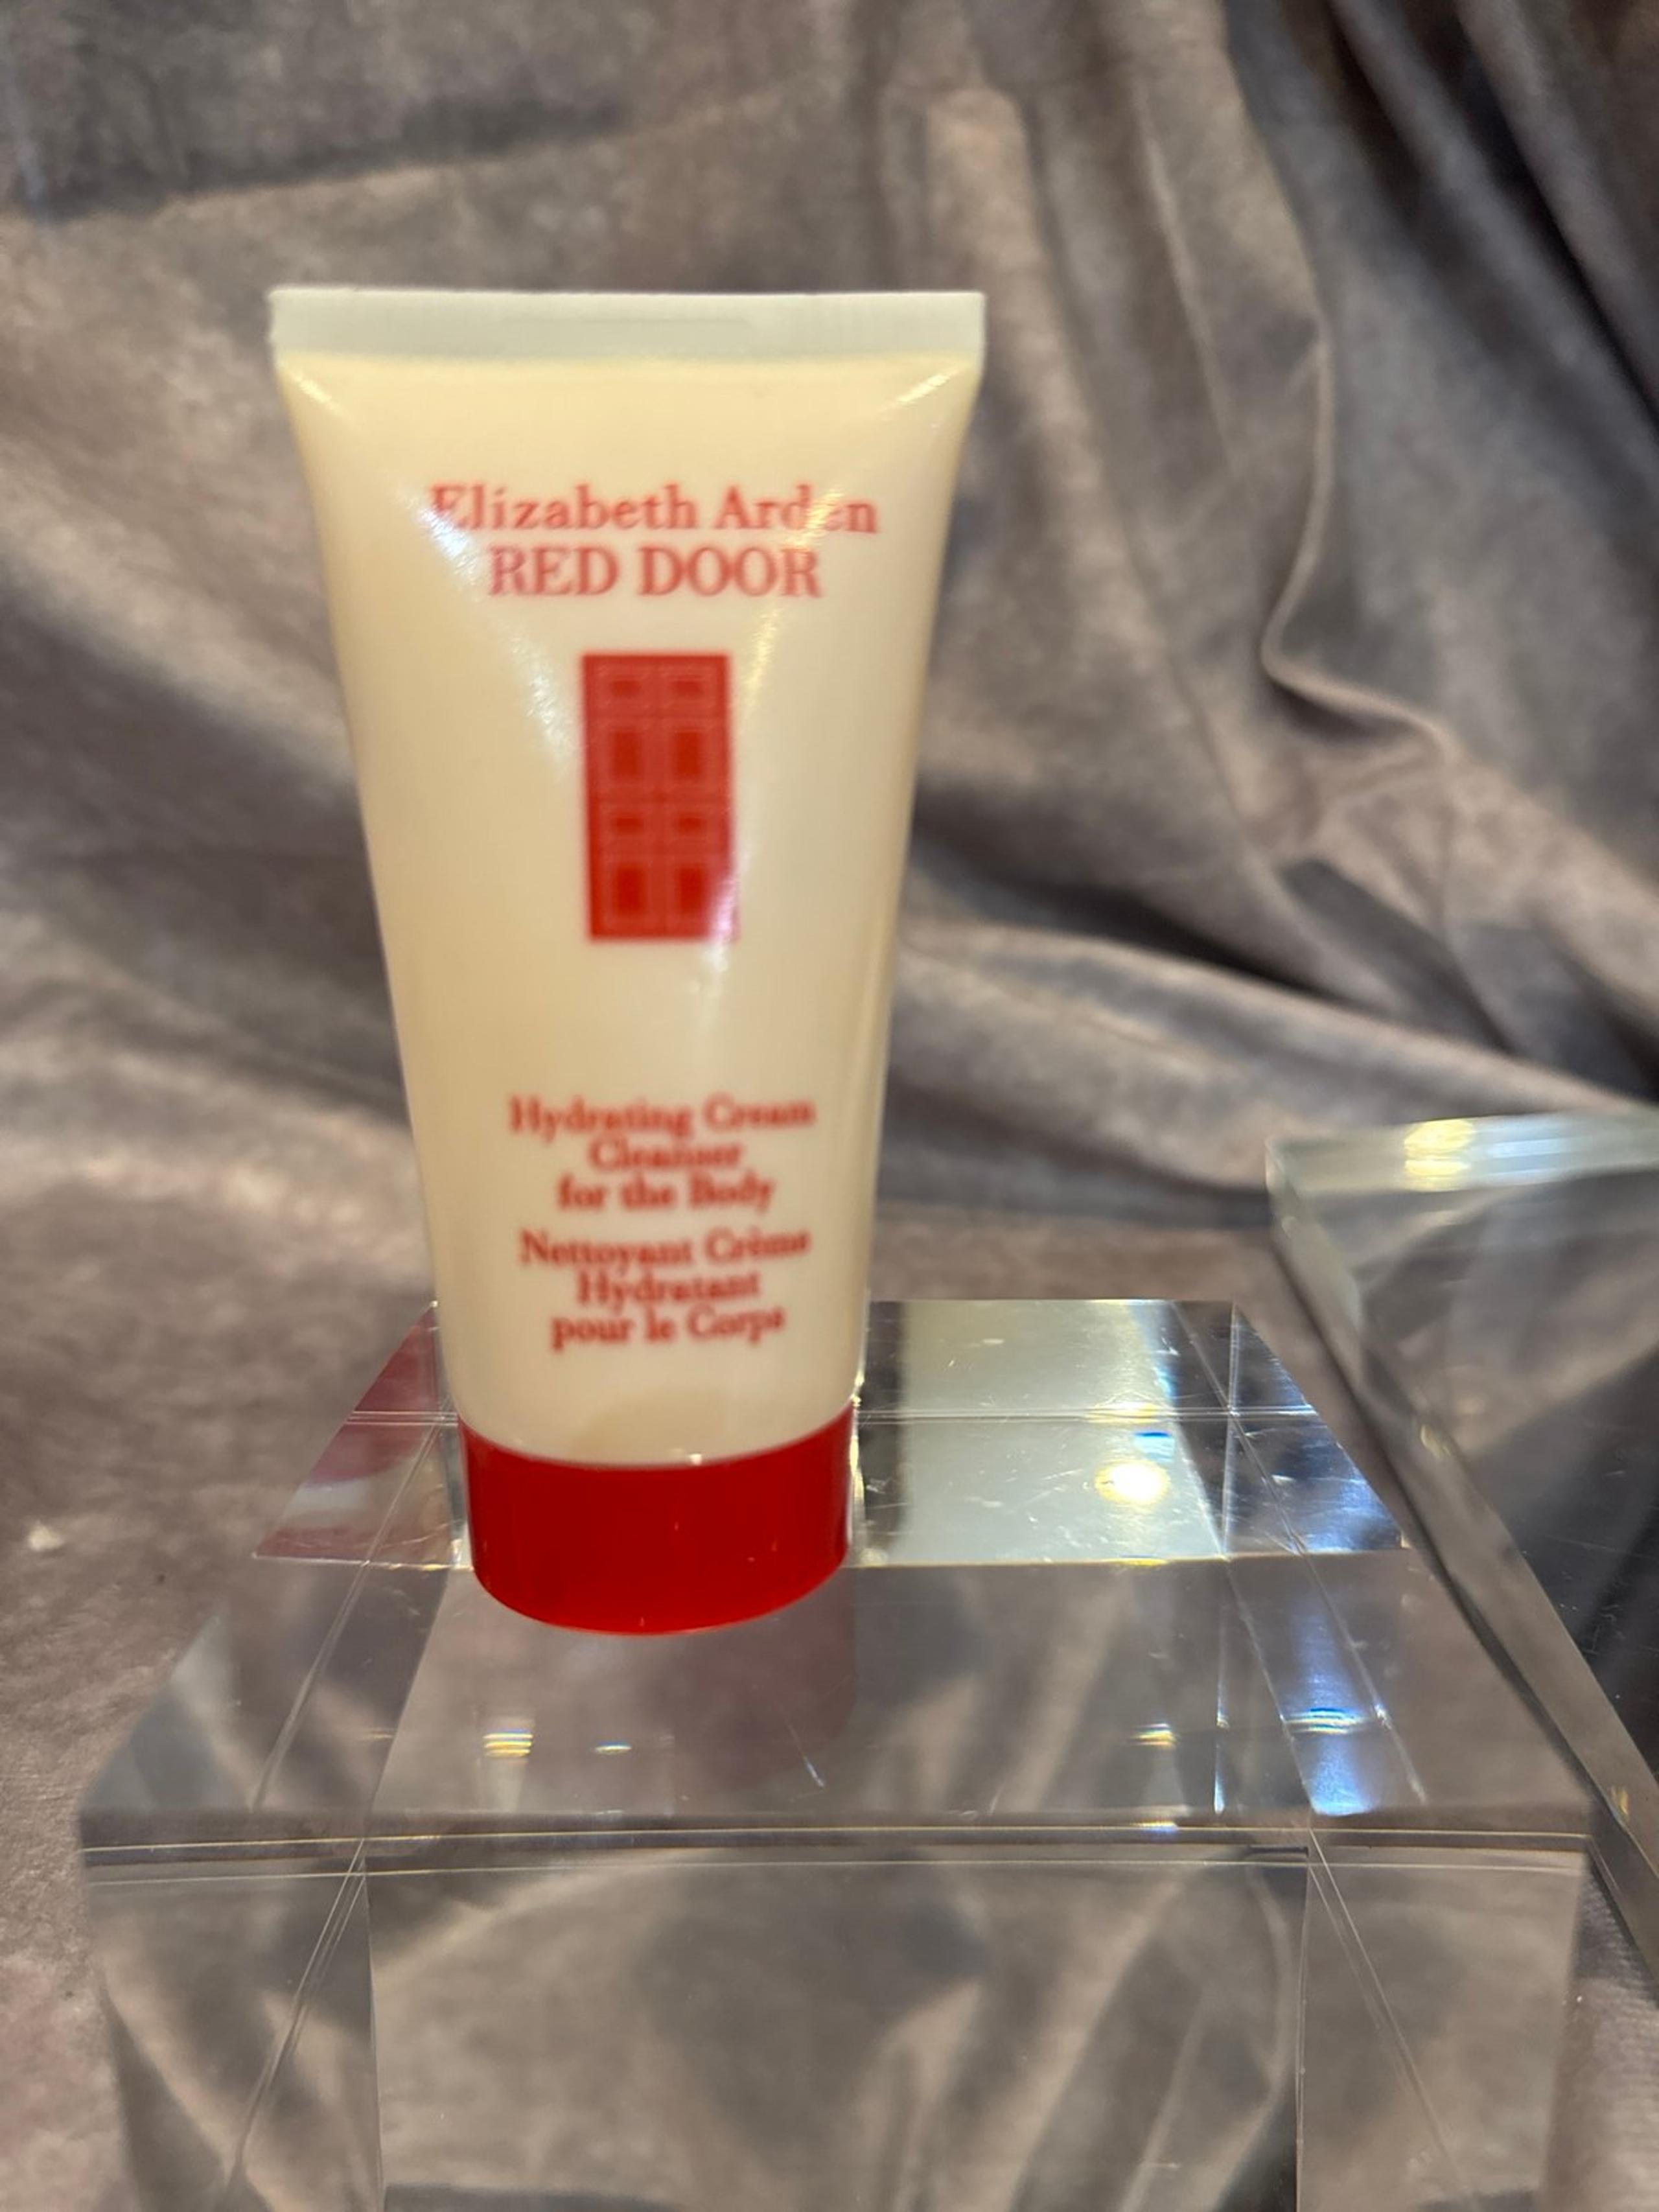 Elizabeth Arden
RED DOOR
Hydrating Cream
Cleanser
for the Body
Nettoyant Crème
Hydratant
pour le Corps